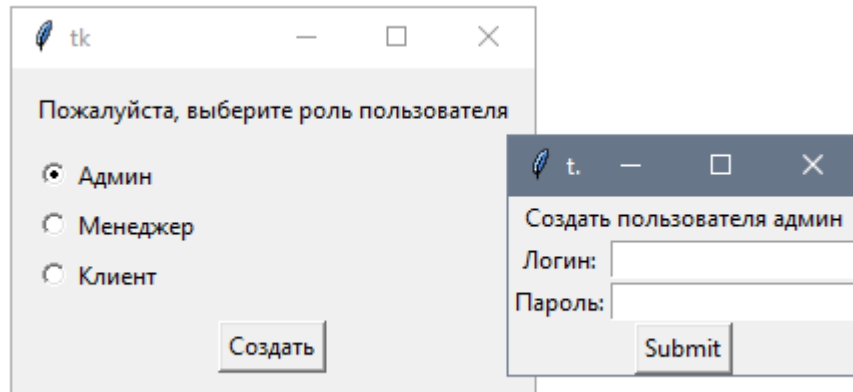 tk
Пожалуйста, выберите роль пользователя
Админ
Менеджер
Клиент
Создать
t.
Создать пользователя админ
Логин:
Пароль:
Submit